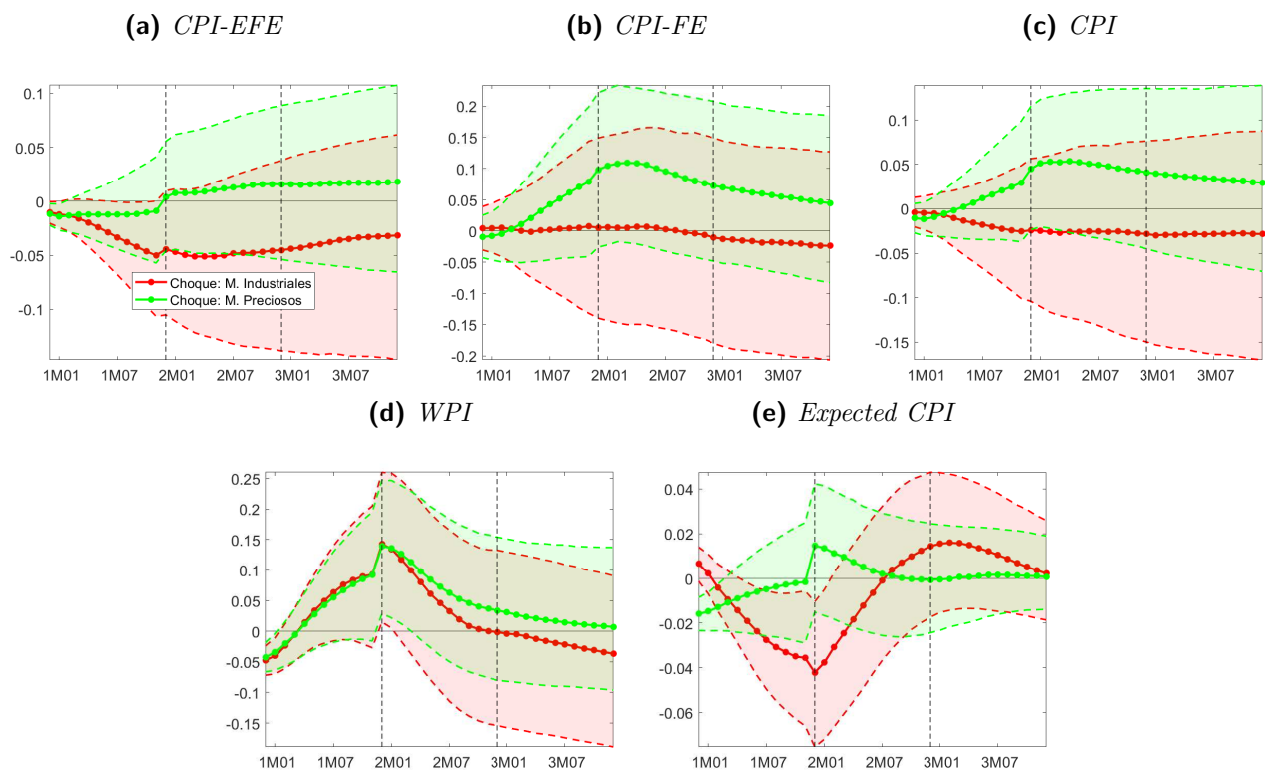 (a) CPI-EFE
(b) CPI-FE
(c) CPI
0.1
0.05
0
-0.05
-0.1
Choque: M. Industriales
Choque: M. Preciosos
1M01 1M07 2M01 2M07 3M01 3M07
0.2
0.15
0.1
0.05
0
-0.05
-0.1
-0.15
-0.2
1M01 1M07 2M01 2M07 3M01 3M07
0.1
0.05
0
-0.05
-0.1
-0.15
1M01 1M07 2M01 2M07 3M01 3M07
(d) WPI
(e) Expected CPI
0.25
0.2
0.15
0.1
0.05
0
-0.05
-0.1
-0.15
1M01 1M07 2M01 2M07 3M01 3M07
0.04
0.02
0
-0.02
-0.04
-0.06
1M01 1M07 2M01 2M07 3M01 3M07